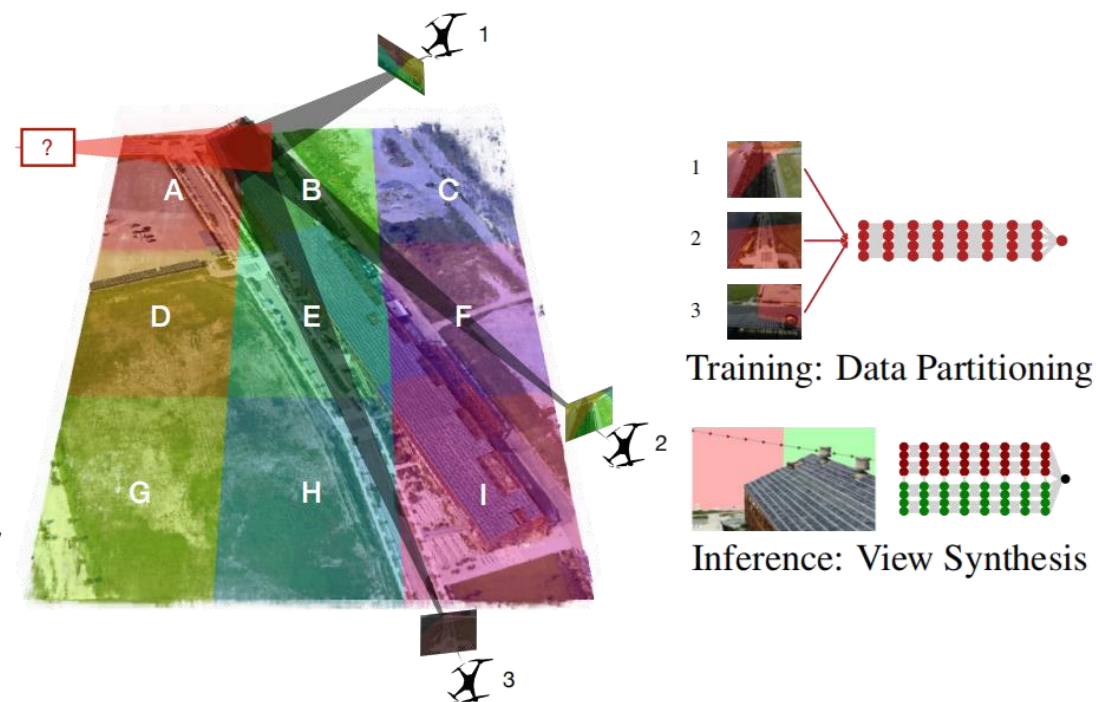 1
?
A
B
C
D
E
F
G
H
I
2
3
1
2
3
Training: Data Partitioning
Inference: View Synthesis